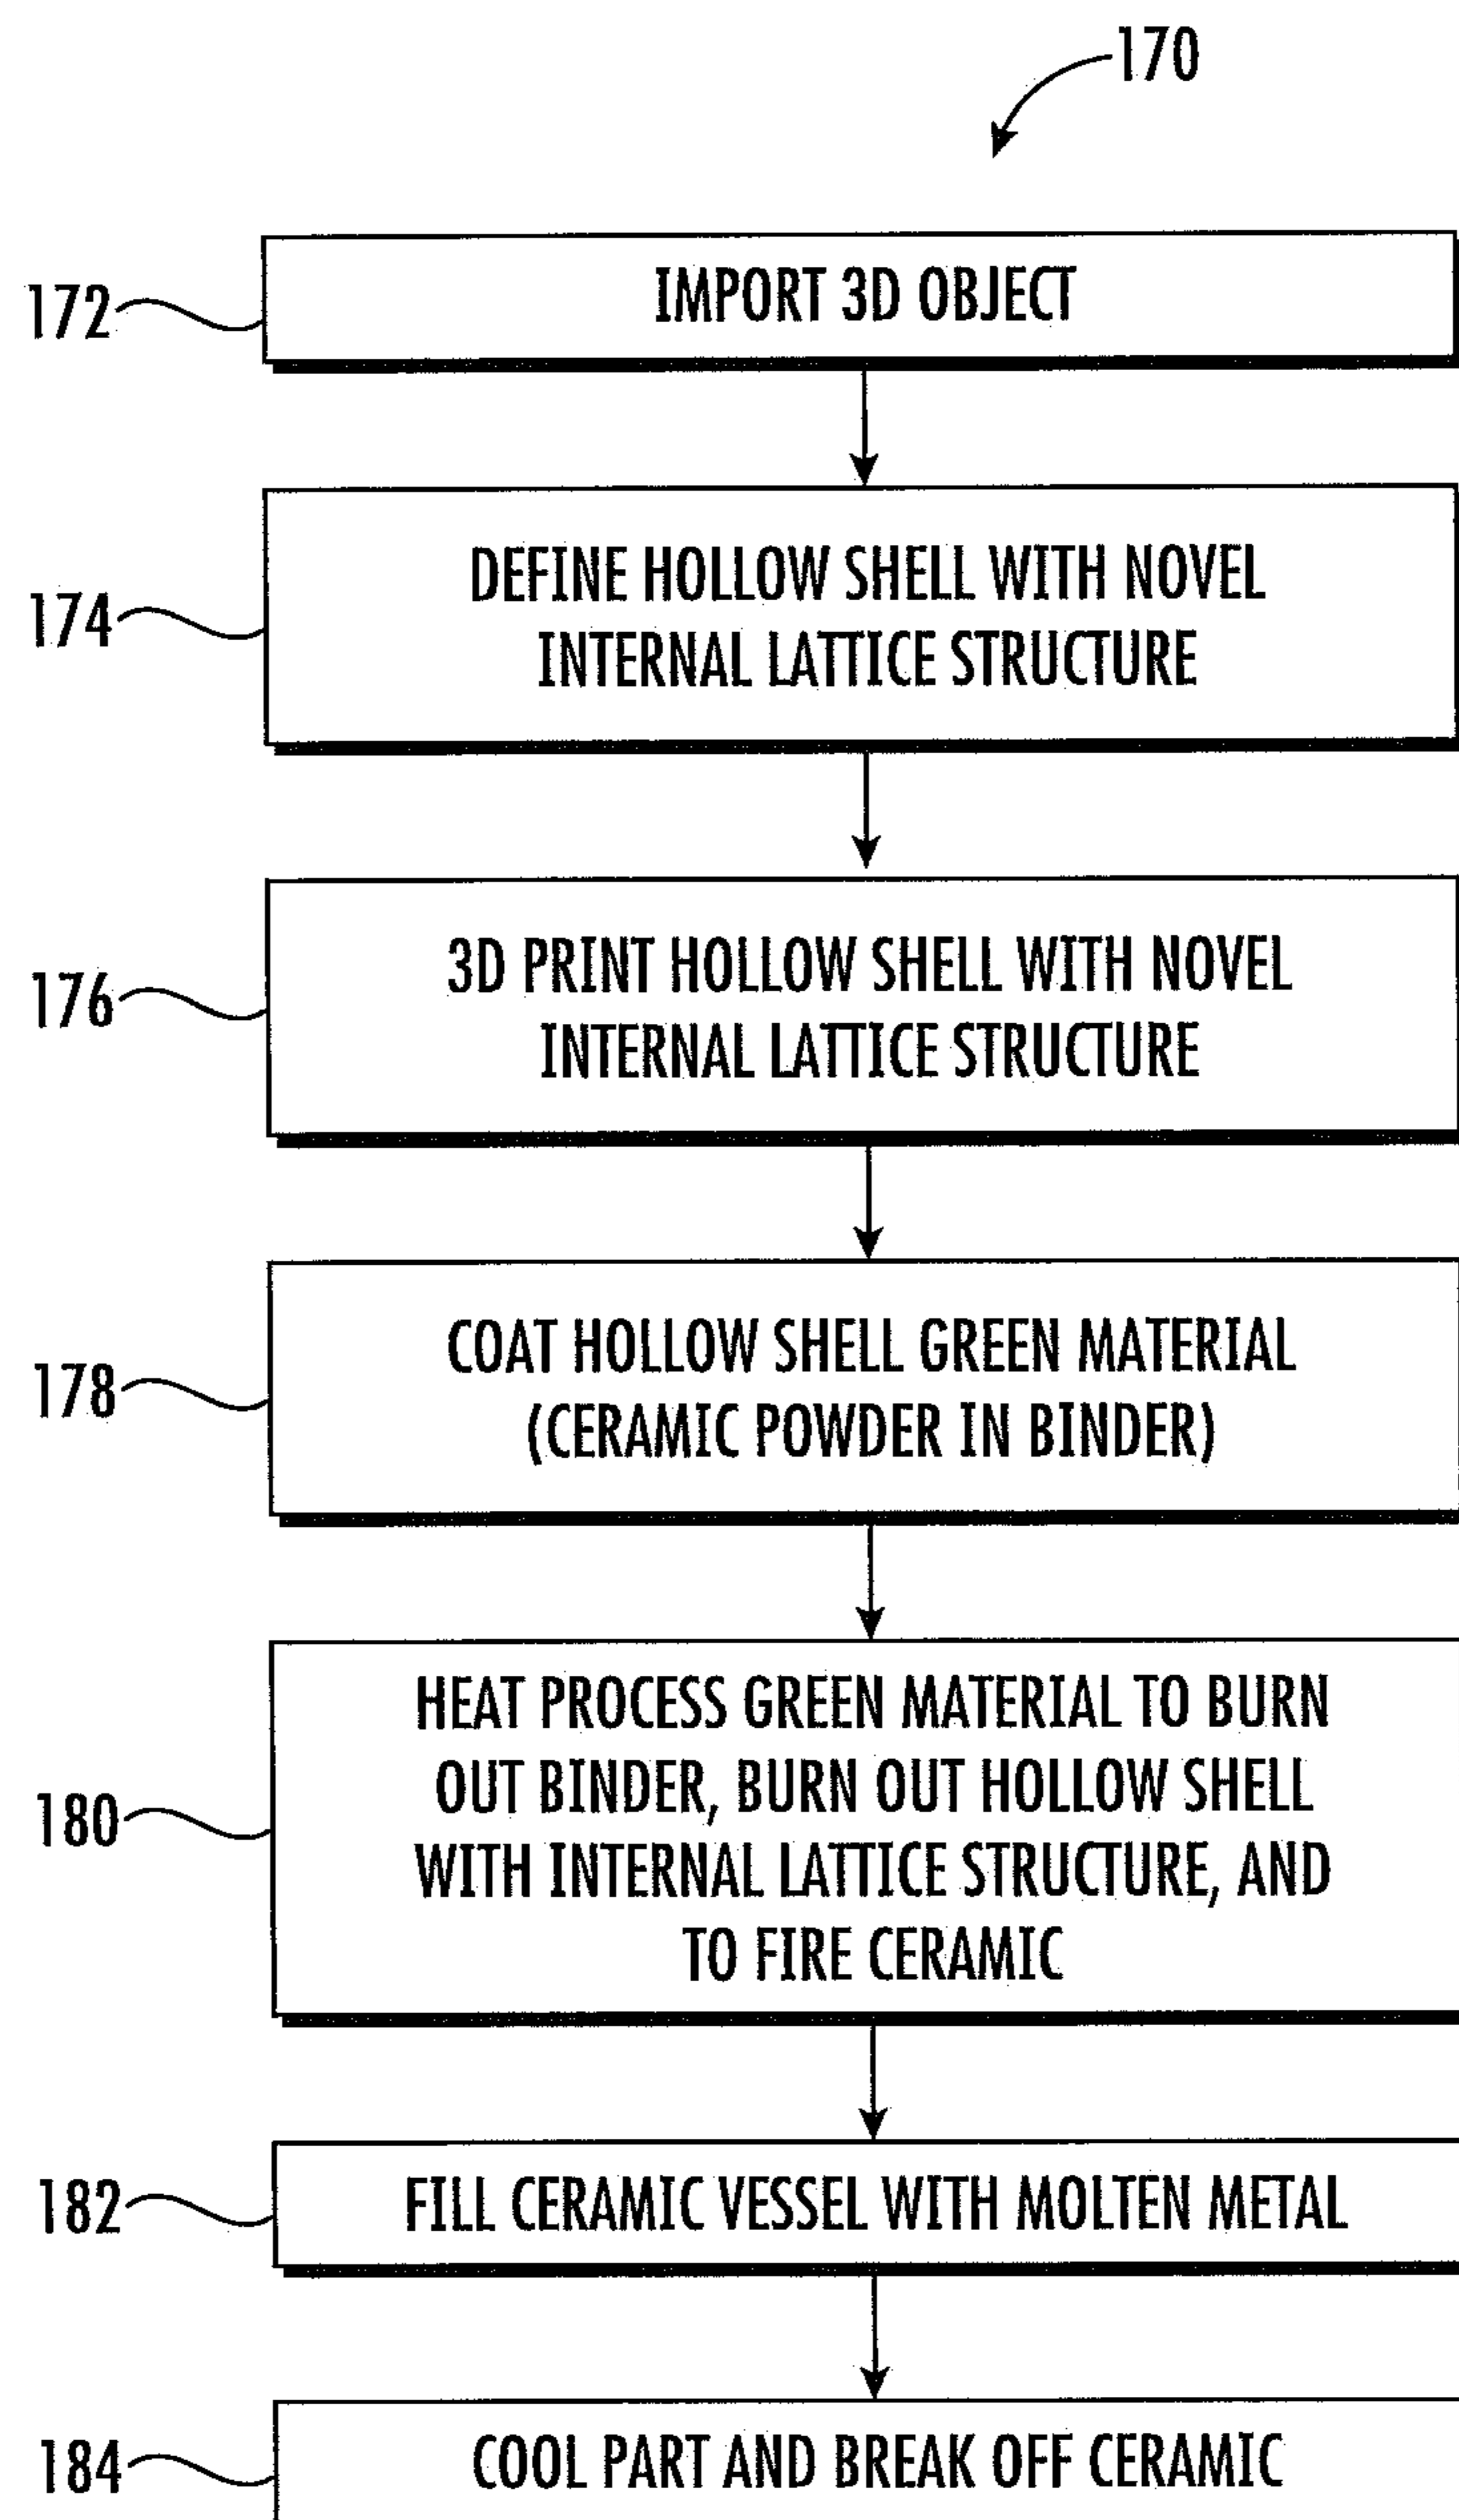 170
172
IMPORT 3D OBJECT
174
DEFINE HOLLOW SHELL WITH NOVEL
INTERNAL LATTICE STRUCTURE
176
3D PRINT HOLLOW SHELL WITH NOVEL
INTERNAL LATTICE STRUCTURE
178
COAT HOLLOW SHELL GREEN MATERIAL
(CERAMIC POWDER IN BINDER)
180
HEAT PROCESS GREEN MATERIAL TO BURN
OUT BINDER, BURN OUT HOLLOW SHELL
WITH INTERNAL LATTICE STRUCTURE, AND
TO FIRE CERAMIC
182
FILL CERAMIC VESSEL WITH MOLTEN METAL
184
COOL PART AND BREAK OFF CERAMIC